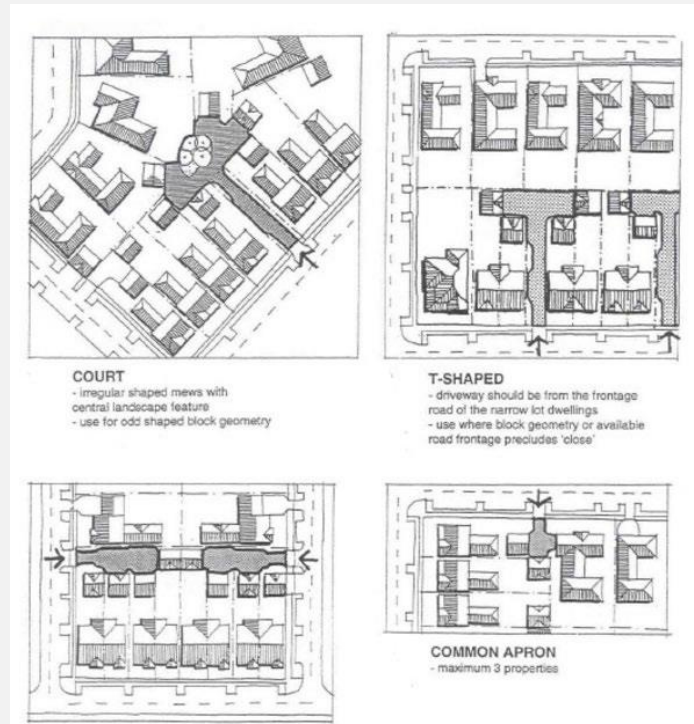 COURT
- irregular shaped mews with
central landscape feature
- use for odd shaped block geometry
T-SHAPED
- driveway should be from the frontage
road of the narrow lot dwellings
- use where block geometry or available
road frontage precludes 'close'
COMMON APRON
- maximum 3 properties